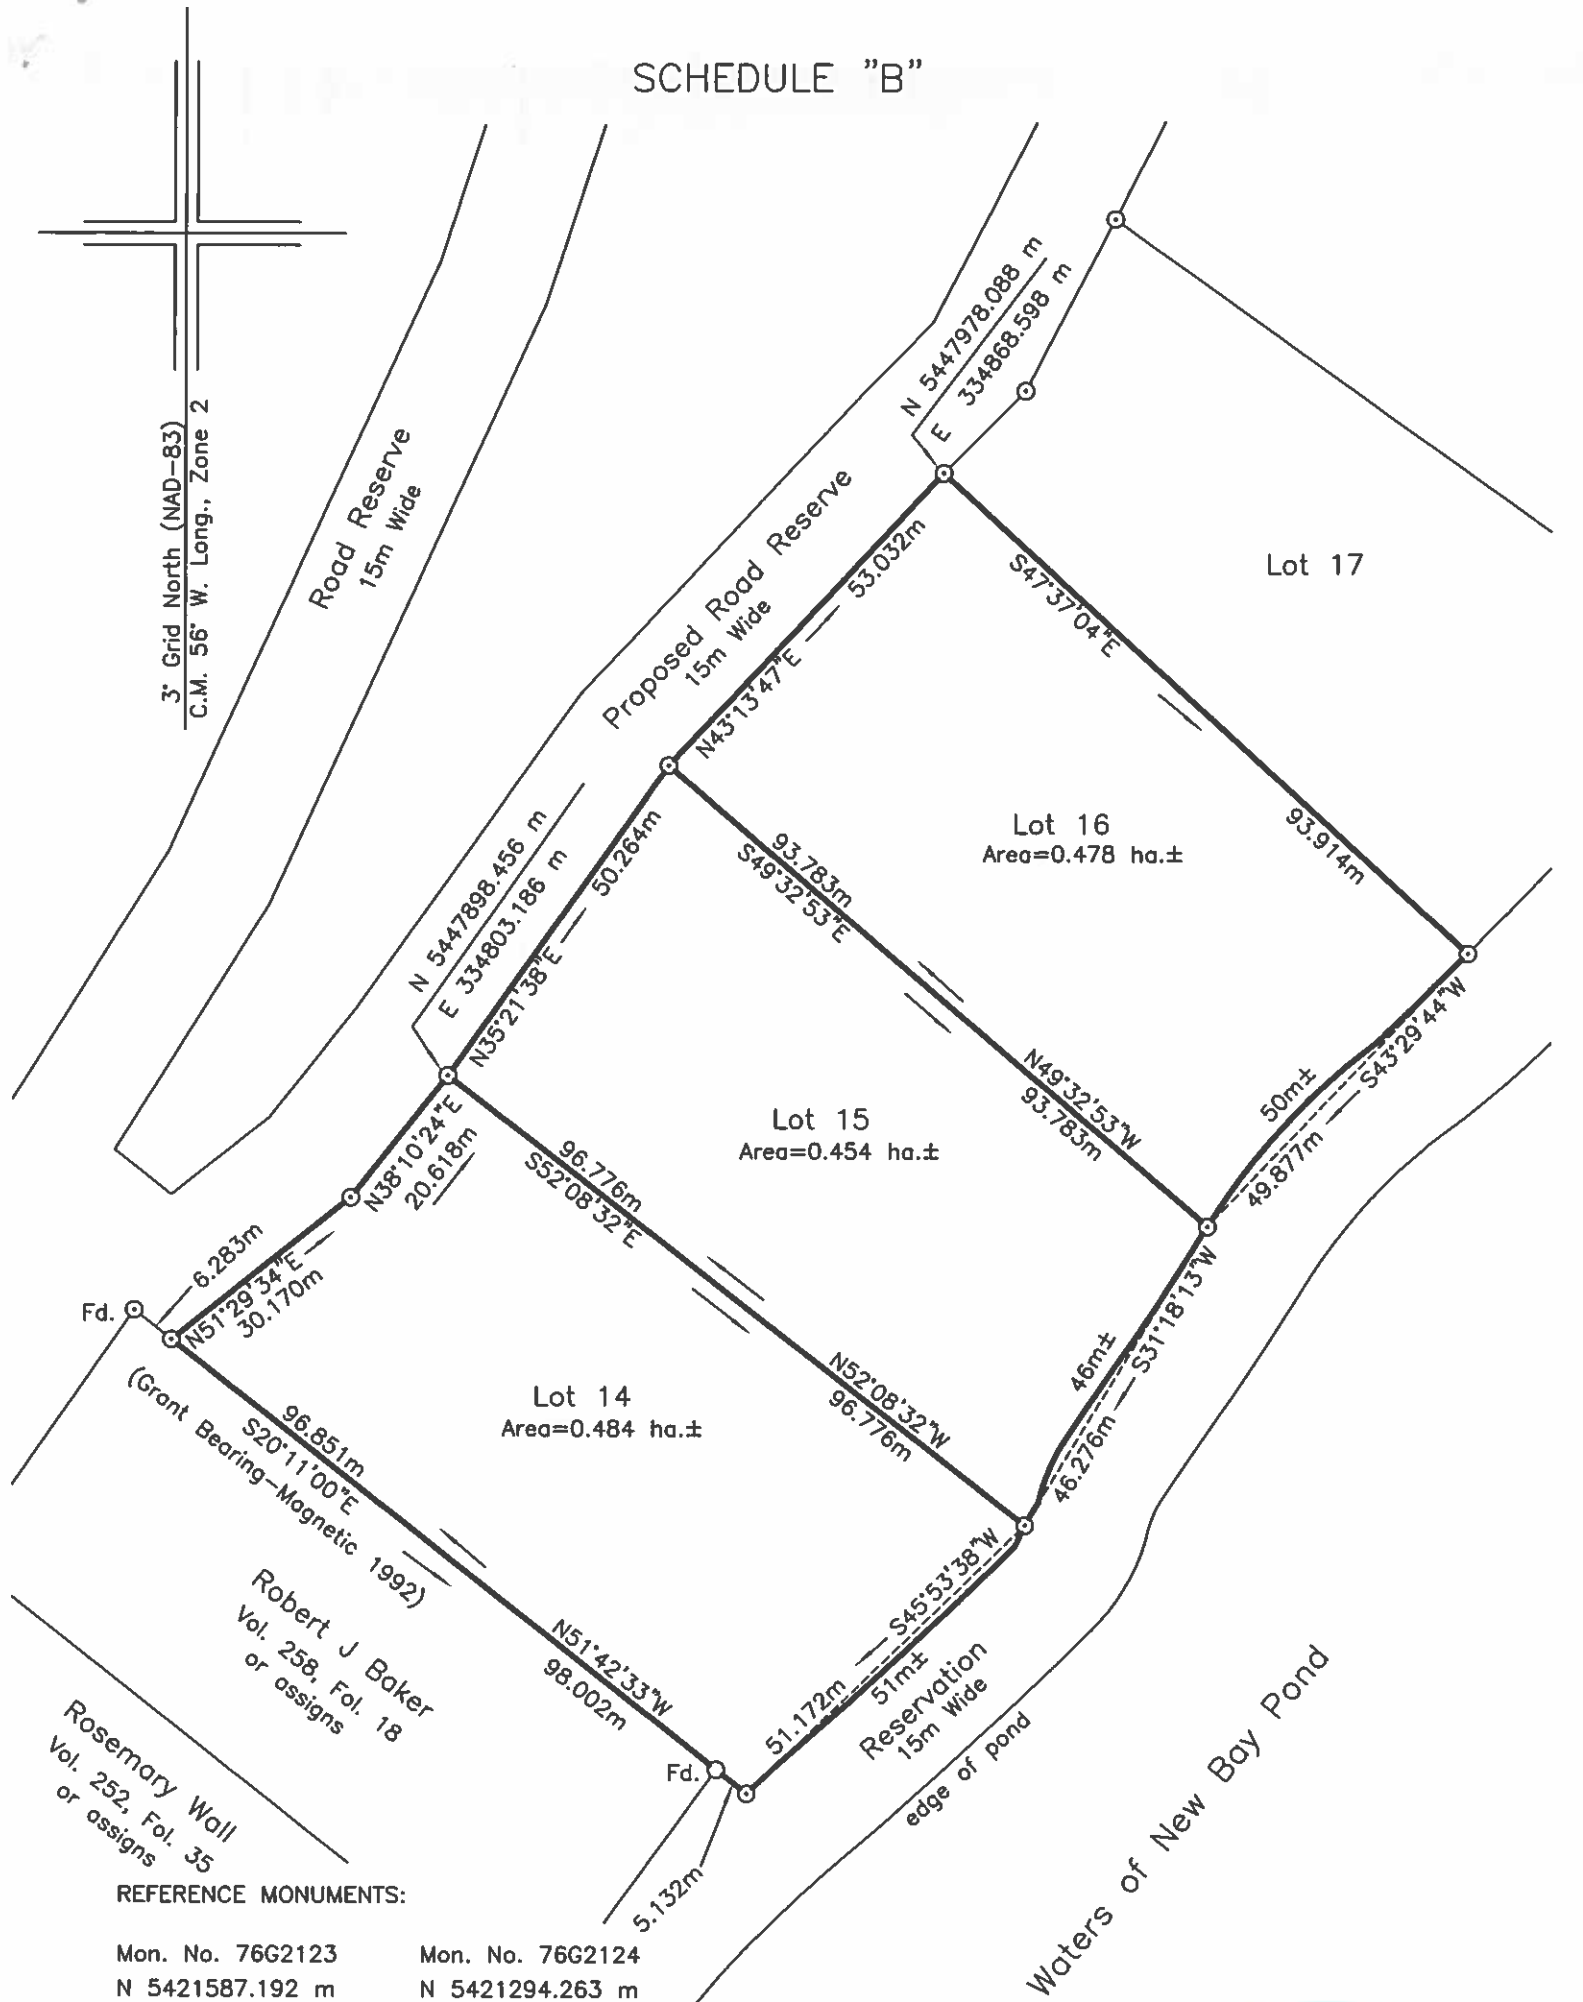 SCHEDULE "B"
3° Grid North (NAD-83)
C.M. 56° W. Long., Zone 2
Road Reserve
15m Wide
N 5447978.088 m
E 334868.598 m
Proposed Road Reserve
15m Wide
53.032m
N43°13'47"E
S47°37'04"E
93.914m
Lot 17
Lot 16
Area=0.478 ha.±
N 5447898.456 m
E 334803.186 m
50.264m
N35°21'38"E
93.783m
S49°32'53"E
N49°32'53"W
93.783m
50m±
S43°29'44"W
49.877m
Lot 15
Area=0.454 ha.±
N38°10'24"E
20.618m
96.776m
S52°08'32"E
N52°08'32"W
96.776m
46m±
S31°18'13"W
46.276m
6.283m
Fd.
N51°29'34"E
30.170m
Lot 14
Area=0.484 ha.±
96.851m
S20°11'00"E
(Grant Bearing-Magnetic 1992)
N51°42'33"W
98.002m
S45°53'38"W
51.172m
51m±
Reservation
15m Wide
edge of pond
Waters of New Bay Pond
Robert J Baker
Vol. 258, Fol. 18
or assigns
Rosemary Wall
Vol. 252, Fol. 35
or assigns
Fd.
5.132m
REFERENCE MONUMENTS:
Mon. No. 76G2123
N 5421587.192 m
Mon. No. 76G2124
N 5421294.263 m